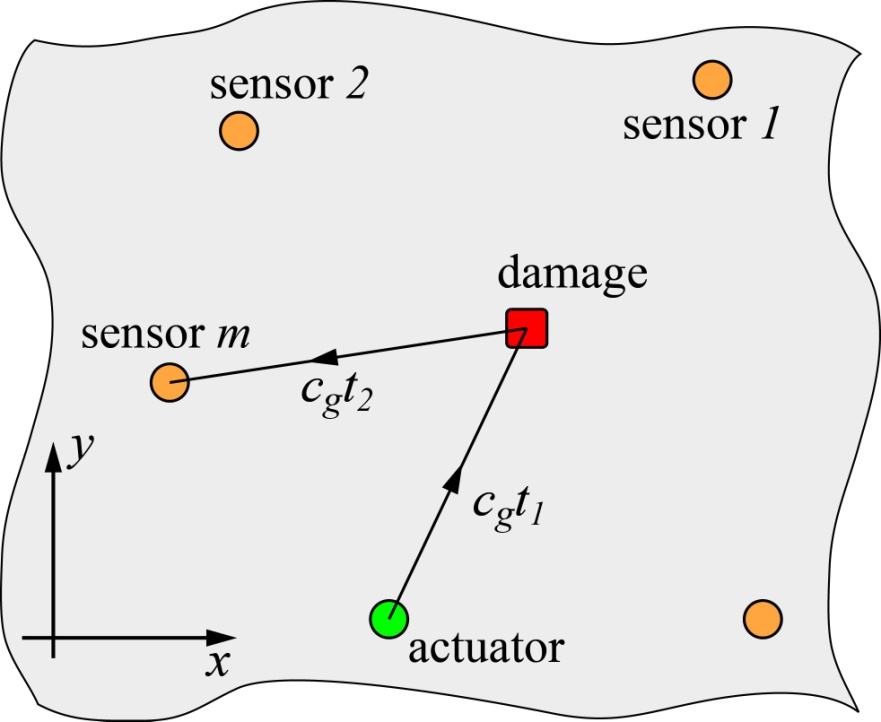 sensor 2
sensor 1
damage
sensor m
c_g t_2
y
c_g t_1
x
actuator